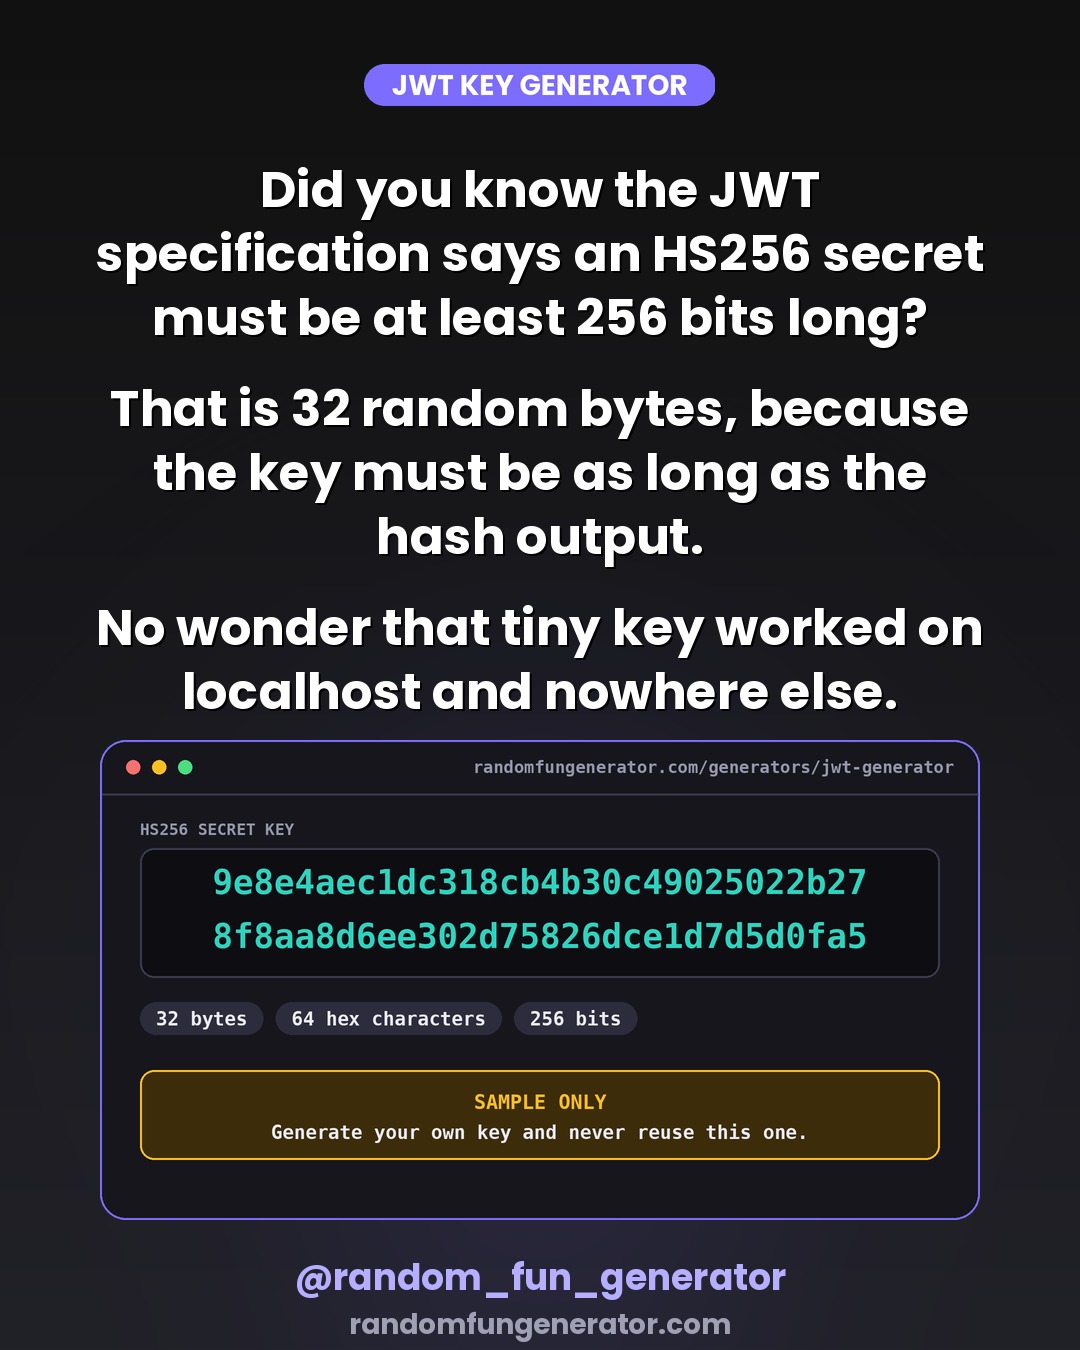 JWT KEY GENERATOR
Did you know the JWT
specification says an HS256 secret
must be at least 256 bits long?
That is 32 random bytes, because
the key must be as long as the
hash output.
No wonder that tiny key worked on
localhost and nowhere else.
randomfungenerator.com/generators/jwt-generator
HS256 SECRET KEY
9e8e4aec1dc318cb4b30c49025022b27
8f8aa8d6ee302d75826dce1d7d5d0fa5
32 bytes
64 hex characters
256 bits
SAMPLE ONLY
Generate your own key and never reuse this one.
@random_fun_generator
randomfungenerator.com